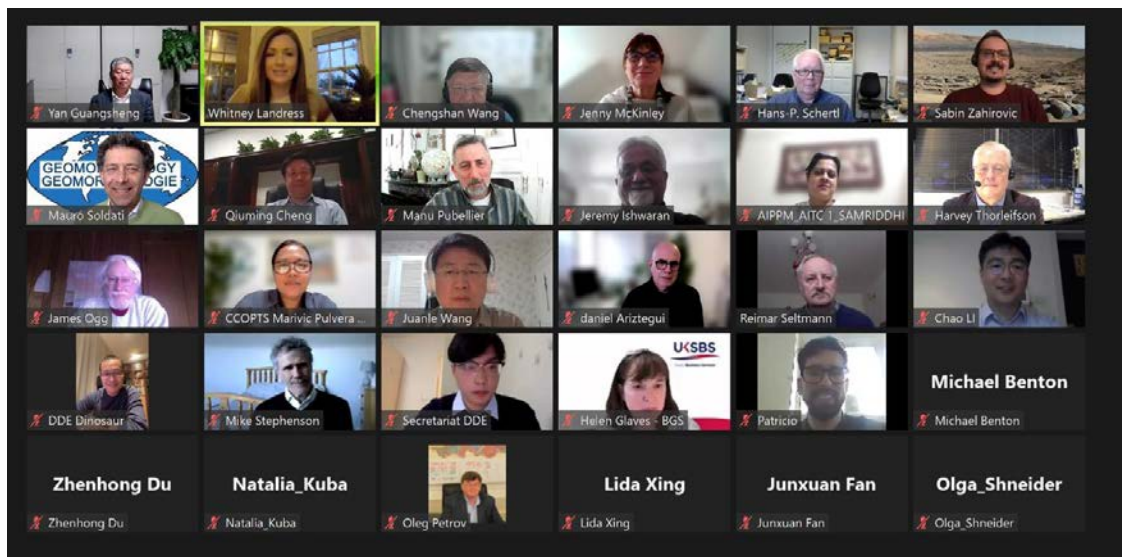 Yan Guangsheng
Whitney Landress
Chengshan Wang
Jenny McKinley
Hans-P. Schertl
Sabin Zahirovic
Mauro Soldati
Qiuming Cheng
Manu Pubellier
Jeremy Ishwaran
AIPPM_AITC 1_SAMRIDDHI
Harvey Thorleifson
James Ogg
CCOPTS Marivic Pulvera ...
Juanle Wang
daniel Ariztegui
Reimar Seltmann
Chao LI
UKSBS
DDE Dinosaur
Mike Stephenson
Secretariat DDE
Helen Glaves - BGS
Patricio
Michael Benton
Michael Benton
Zhenhong Du
Natalia_Kuba
Lida Xing
Junxuan Fan
Olga_Shneider
Zhenhong Du
Natalia_Kuba
Oleg Petrov
Lida Xing
Junxuan Fan
Olga_Shneider